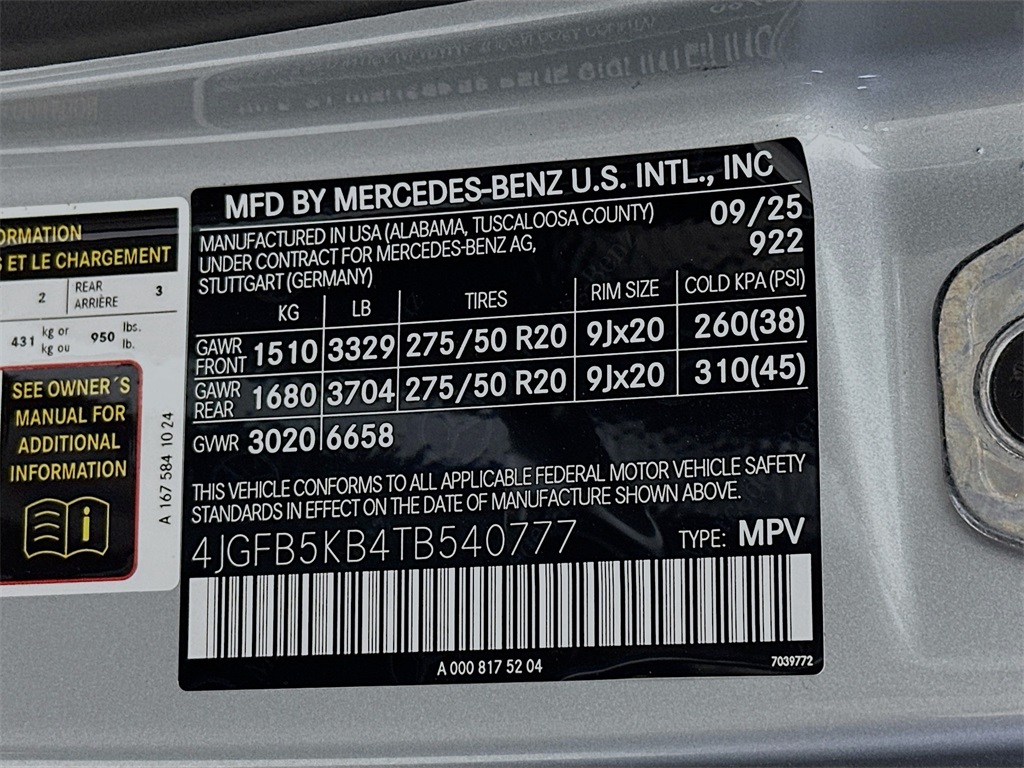 ORMATION
S ET LE CHARGEMENT
2 REAR ARRIÈRE 3
431 kg or kg ou 950 lbs. lb.
SEE OWNER´S
MANUAL FOR
ADDITIONAL
INFORMATION
A 167 584 10 24
MFD BY MERCEDES-BENZ U.S. INTL., INC
MANUFACTURED IN USA (ALABAMA, TUSCALOOSA COUNTY) 09/25
UNDER CONTRACT FOR MERCEDES-BENZ AG, 922
STUTTGART (GERMANY)
KG LB TIRES RIM SIZE COLD KPA (PSI)
GAWR FRONT 1510 3329 275/50 R20 9Jx20 260(38)
GAWR REAR 1680 3704 275/50 R20 9Jx20 310(45)
GVWR 3020 6658
THIS VEHICLE CONFORMS TO ALL APPLICABLE FEDERAL MOTOR VEHICLE SAFETY
STANDARDS IN EFFECT ON THE DATE OF MANUFACTURE SHOWN ABOVE.
4JGFB5KB4TB540777 TYPE: MPV
A 000 817 52 04 7039772